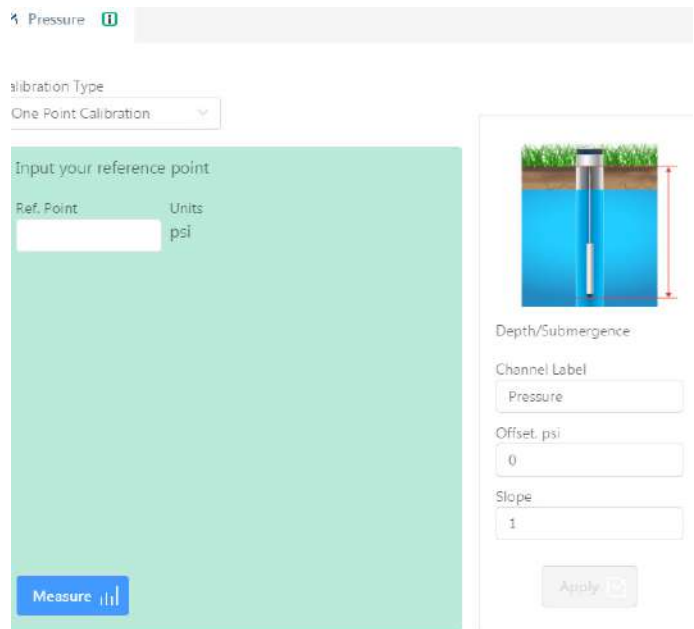 Pressure
alibration Type
One Point Calibration
Input your reference point
Ref. Point Units
psi
Measure
Depth/Submergence
Channel Label
Pressure
Offset, psi
0
Slope
1
Apply